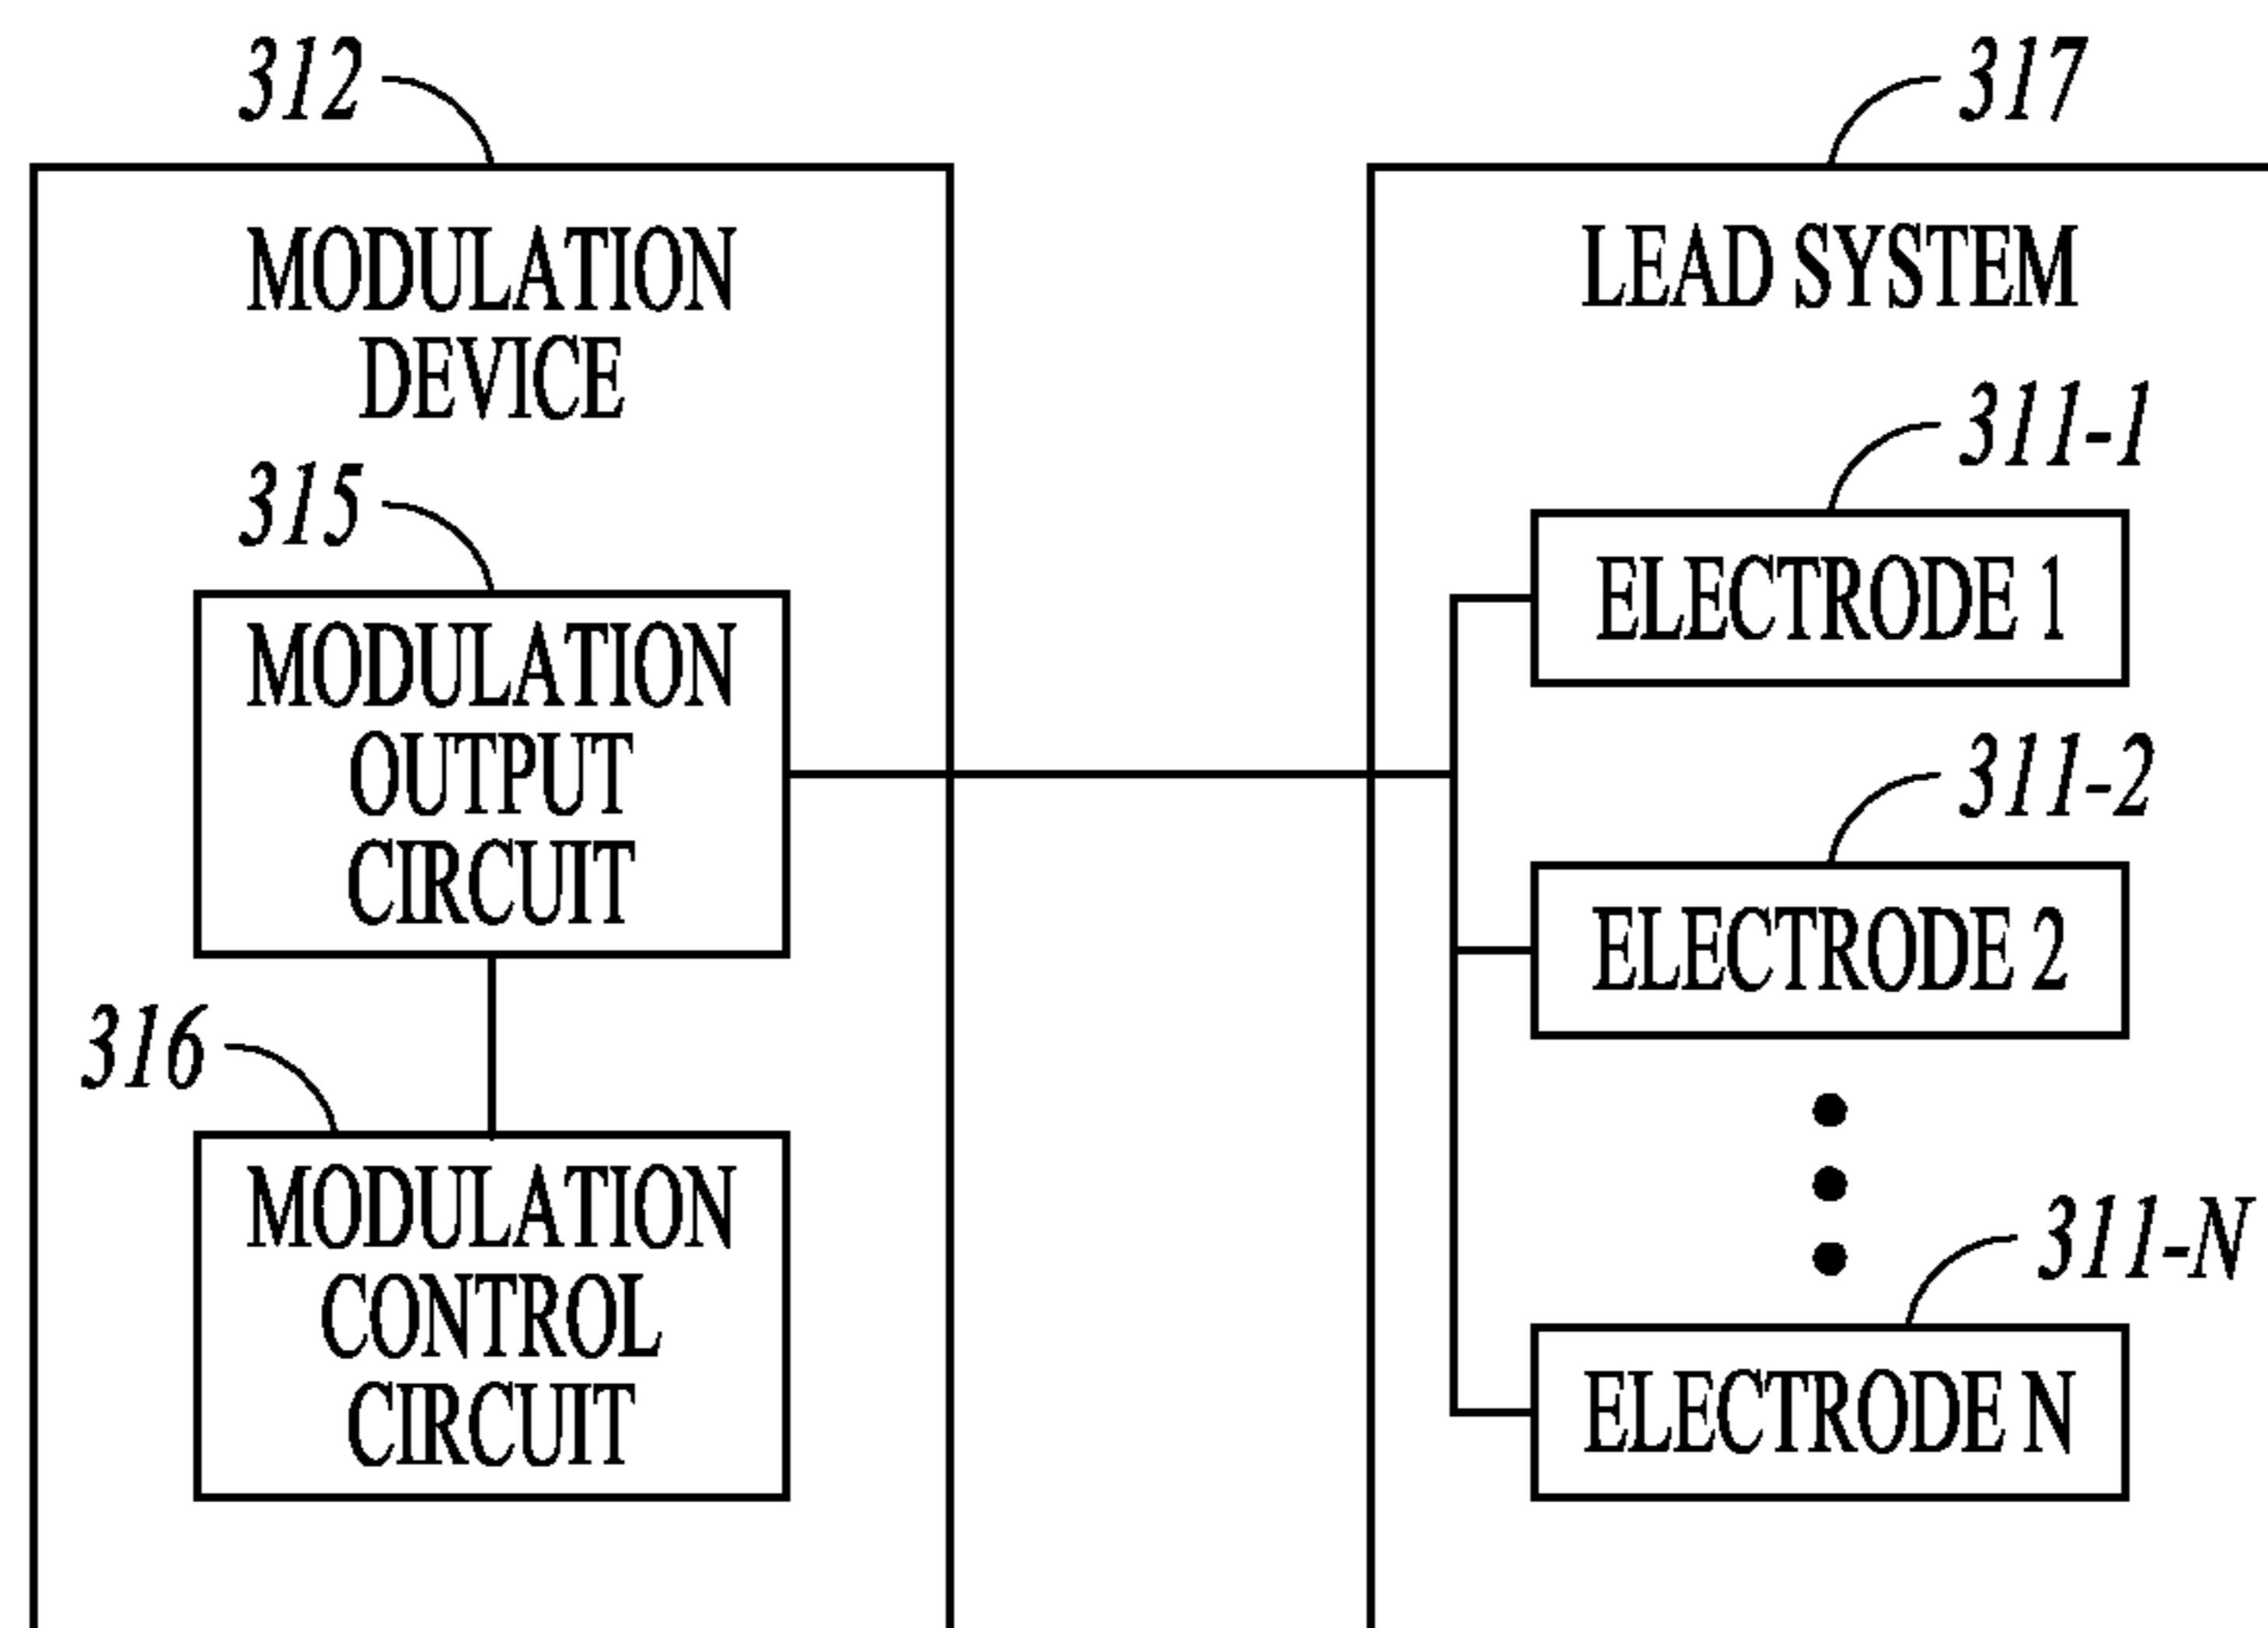 312
MODULATION
DEVICE
315
MODULATION
OUTPUT
CIRCUIT
316
MODULATION
CONTROL
CIRCUIT
317
LEAD SYSTEM
311-1
ELECTRODE 1
311-2
ELECTRODE 2
311-N
ELECTRODE N